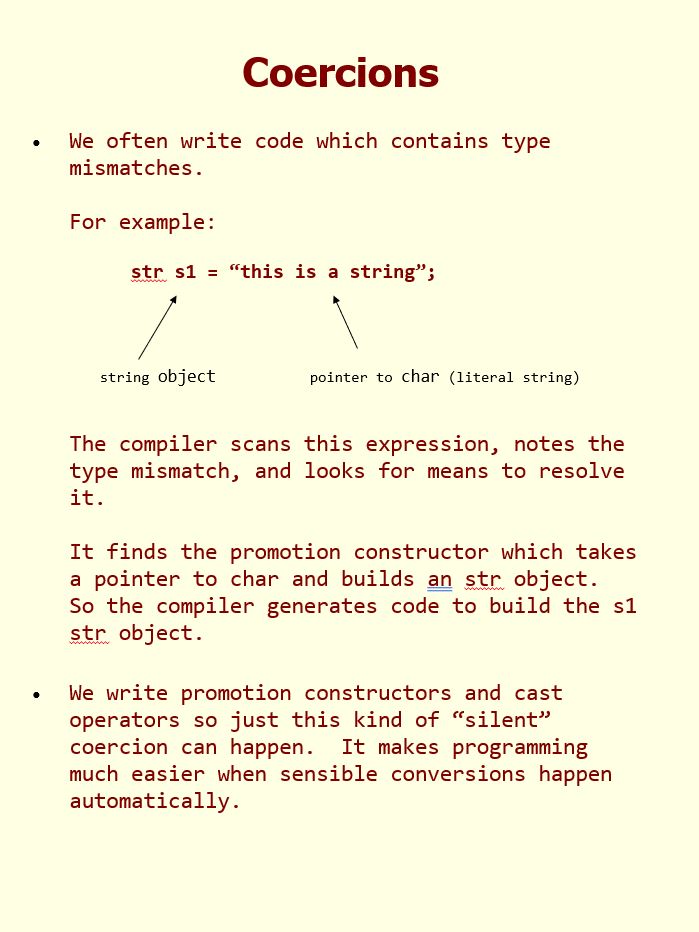 Coercions
• We often write code which contains type
mismatches.
For example:
str s1 = “this is a string”;
string object
pointer to char (literal string)
The compiler scans this expression, notes the
type mismatch, and looks for means to resolve
it.
It finds the promotion constructor which takes
a pointer to char and builds an str object.
So the compiler generates code to build the s1
str object.
• We write promotion constructors and cast
operators so just this kind of “silent”
coercion can happen.  It makes programming
much easier when sensible conversions happen
automatically.